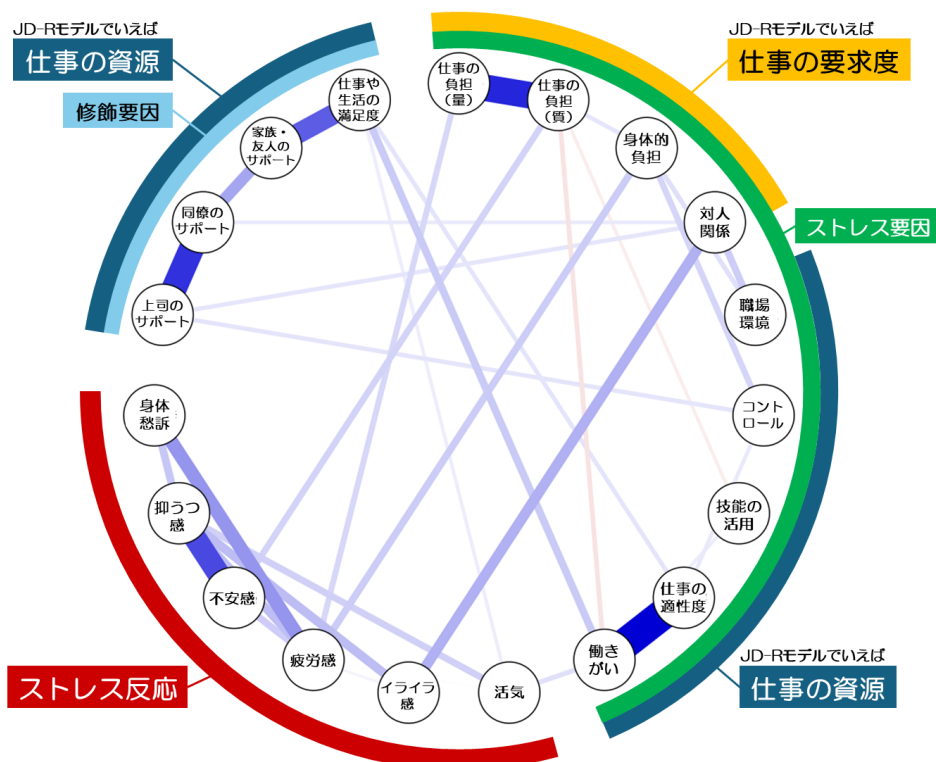 JD-Rモデルでいえば
仕事の資源
修飾要因
JD-Rモデルでいえば
仕事の要求度
ストレス要因
JD-Rモデルでいえば
仕事の資源
ストレス反応
仕事の
負担
(量)
仕事の
負担
(質)
身体的
負担
対人
関係
職場
環境
コント
ロール
技能の
活用
仕事の
適性度
働き
がい
活気
イライラ
感
疲労感
不安感
抑うつ
感
身体
愁訴
上司の
サポート
同僚の
サポート
家族・
友人の
サポート
仕事や
生活の
満足度